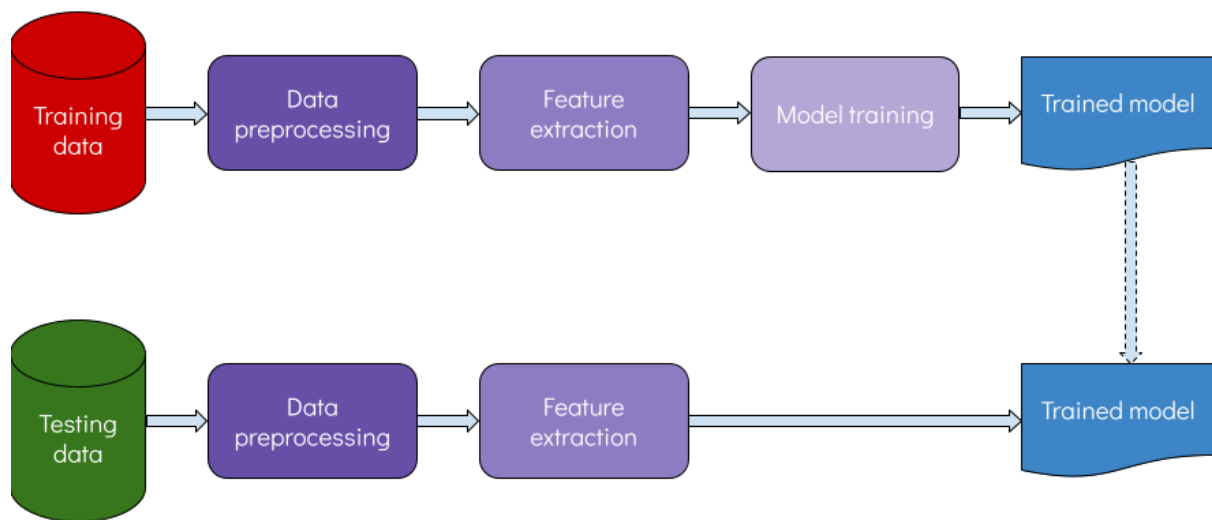 Training
data
Data
preprocessing
Feature
extraction
Model training
Trained model
Testing
data
Data
preprocessing
Feature
extraction
Trained model